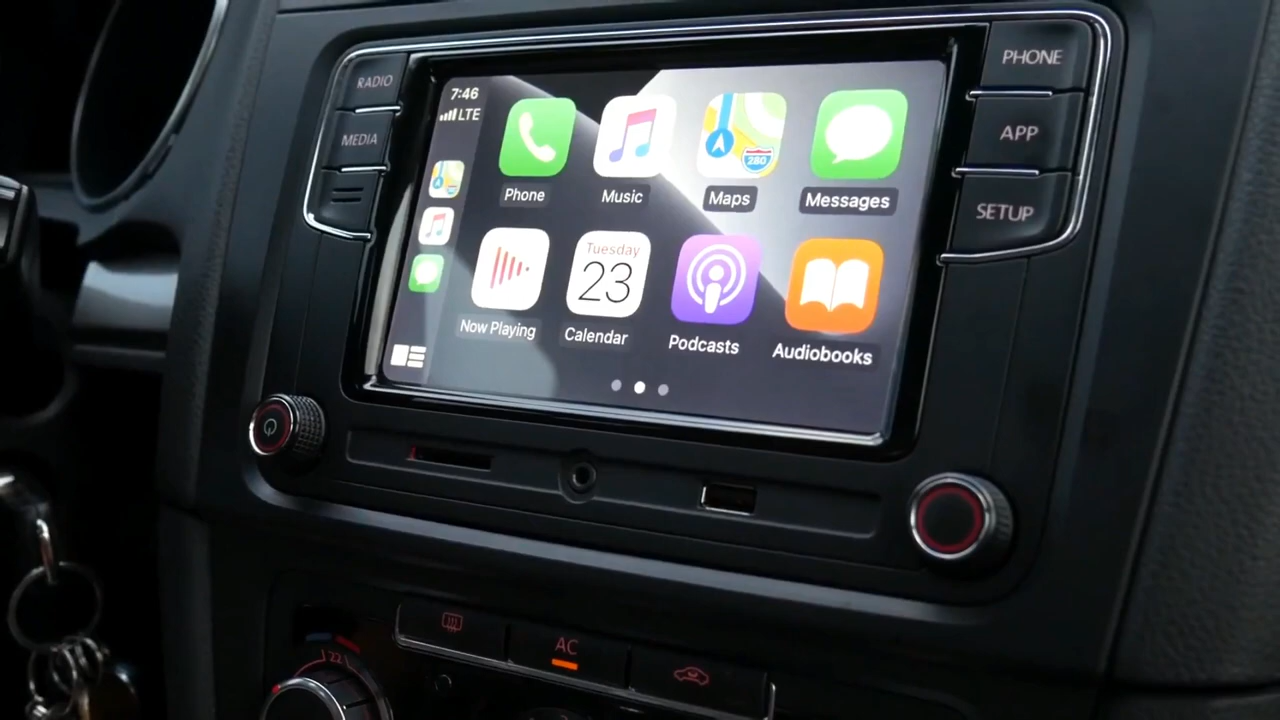 RADIO
MEDIA
PHONE
APP
SETUP
7:46
LTE
280
Phone
Music
Maps
Messages
Tuesday
23
Now Playing
Calendar
Podcasts
Audiobooks
AC
22